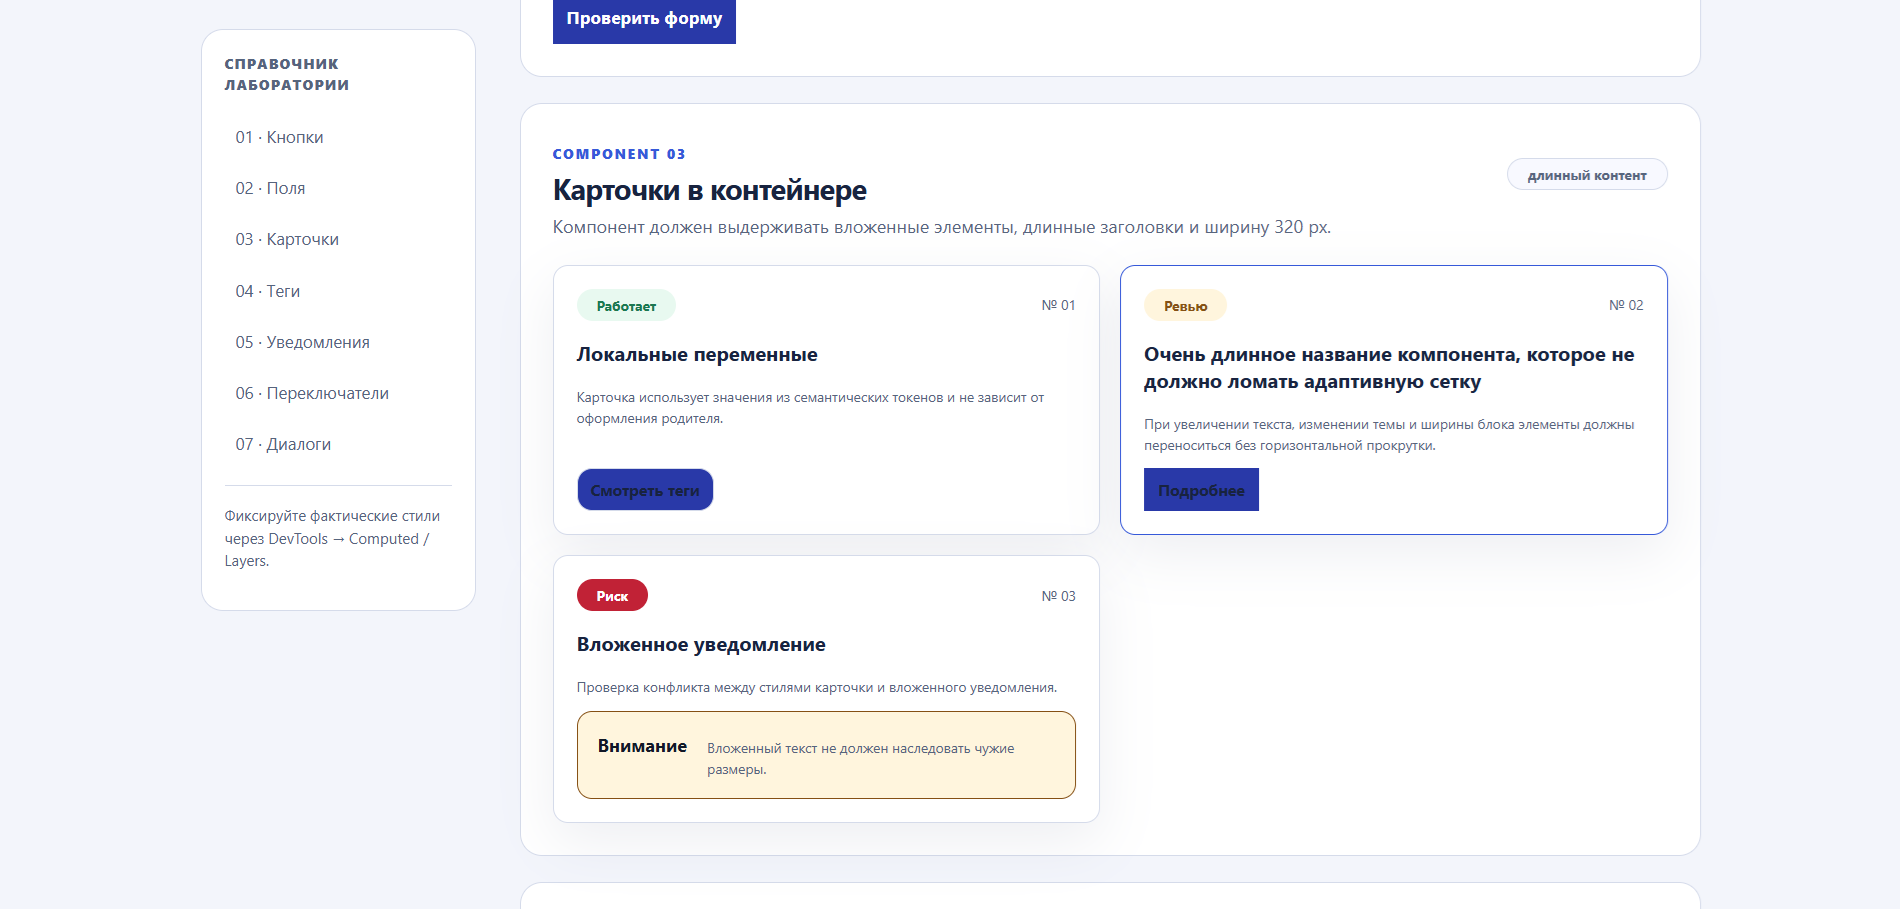 Проверить форму
СПРАВОЧНИК
ЛАБОРАТОРИИ
01 · Кнопки
02 · Поля
03 · Карточки
04 · Теги
05 · Уведомления
06 · Переключатели
07 · Диалоги
Фиксируйте фактические стили
через DevTools → Computed /
Layers.
COMPONENT 03
Карточки в контейнере
Компонент должен выдерживать вложенные элементы, длинные заголовки и ширину 320 px.
длинный контент
Работает
№ 01
Локальные переменные
Карточка использует значения из семантических токенов и не зависит от
оформления родителя.
Смотреть теги
Ревью
№ 02
Очень длинное название компонента, которое не
должно ломать адаптивную сетку
При увеличении текста, изменении темы и ширины блока элементы должны
переноситься без горизонтальной прокрутки.
Подробнее
Риск
№ 03
Вложенное уведомление
Проверка конфликта между стилями карточки и вложенного уведомления.
Внимание
Вложенный текст не должен наследовать чужие
размеры.